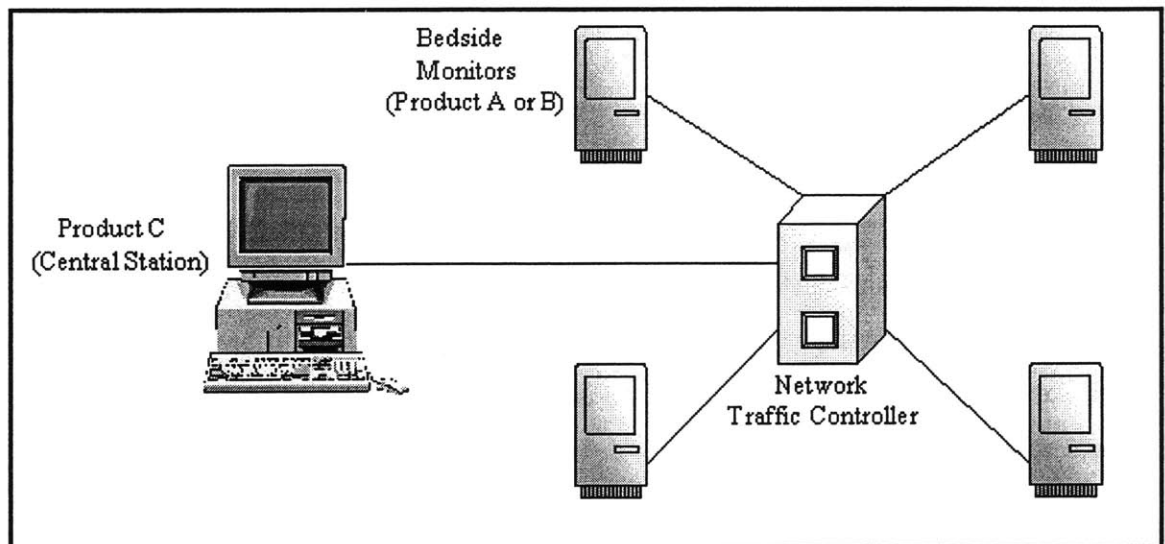 Bedside
Monitors
(Product A or B)
Product C
(Central Station)
Network
Traffic Controller